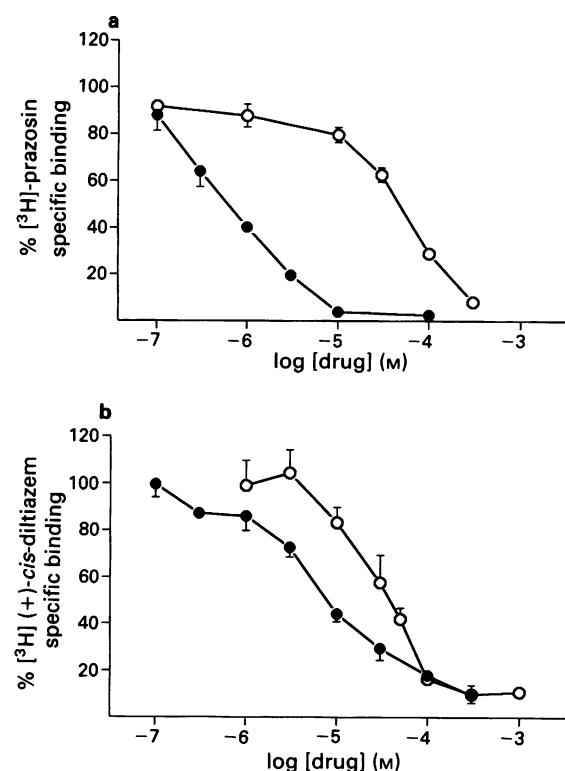 a
120
100
80
60
40
20
% [³H]-prazosin
specific binding
−7 −6 −5 −4 −3
log [drug] (M)
b
120
100
80
60
40
20
% [³H] (+)-cis-diltiazem
specific binding
−7 −6 −5 −4 −3
log [drug] (M)